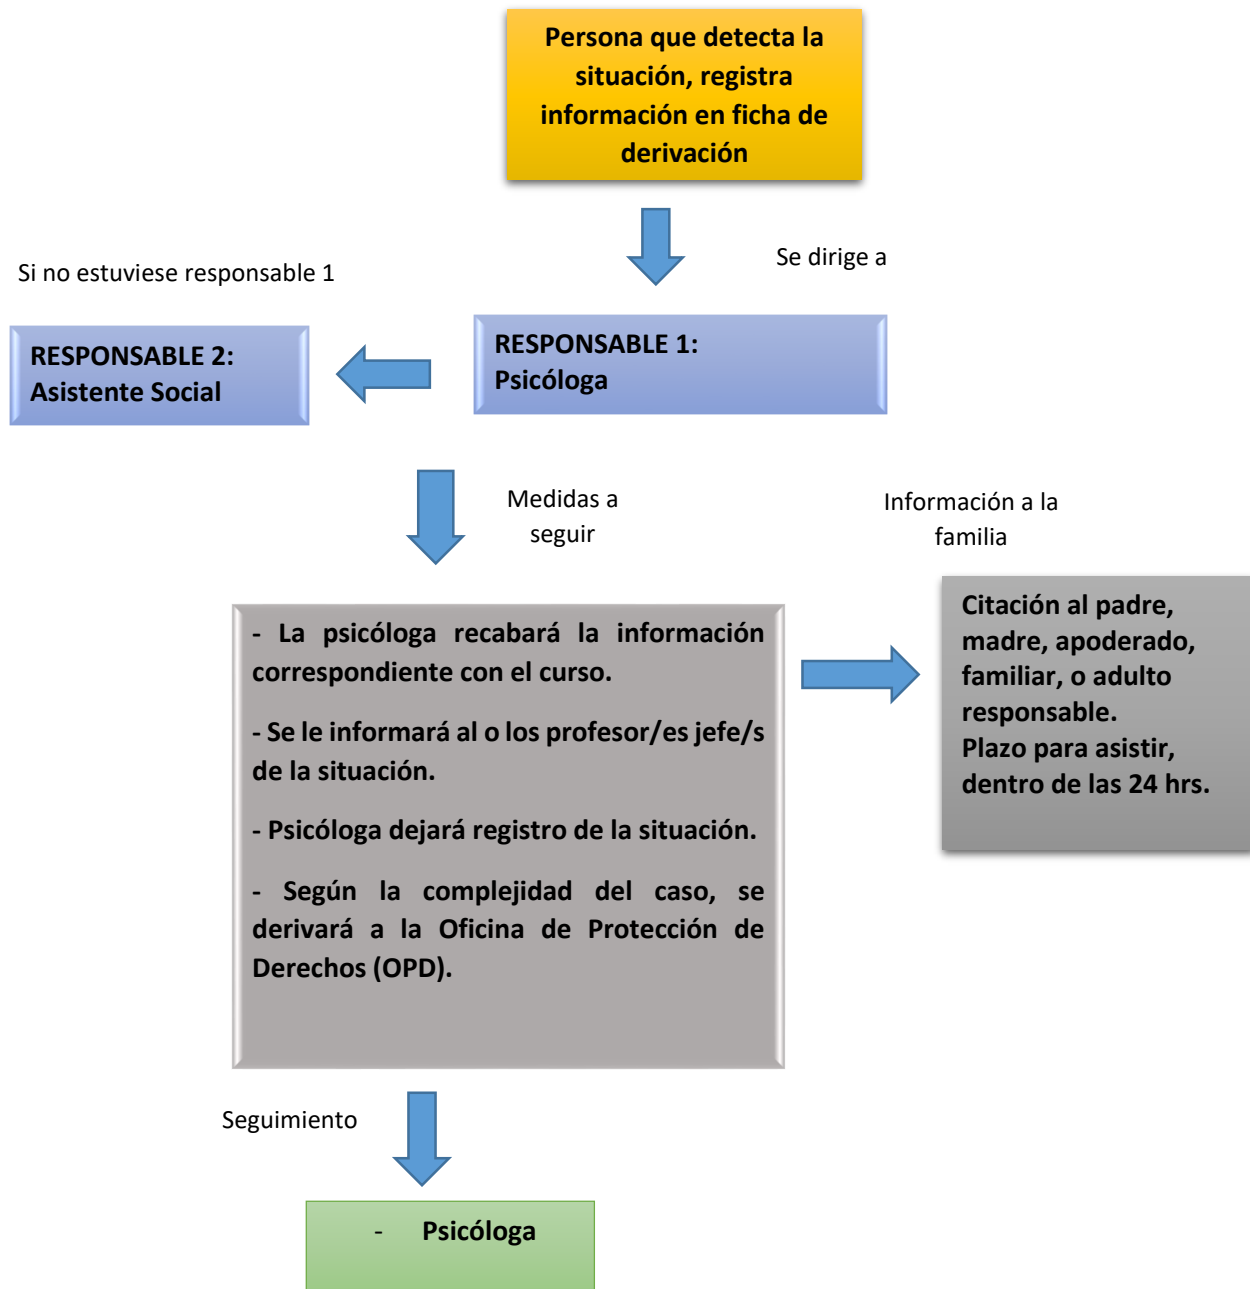 Persona que detecta la
situación, registra
información en ficha de
derivación
Se dirige a
Si no estuviese responsable 1
RESPONSABLE 1:
Psicóloga
RESPONSABLE 2:
Asistente Social
Medidas a
seguir
Información a la
familia
- La psicóloga recabará la información
correspondiente con el curso.
- Se le informará al o los profesor/es jefe/s
de la situación.
- Psicóloga dejará registro de la situación.
- Según la complejidad del caso, se
derivará a la Oficina de Protección de
Derechos (OPD).
Citación al padre,
madre, apoderado,
familiar, o adulto
responsable.
Plazo para asistir,
dentro de las 24 hrs.
Seguimiento
- Psicóloga